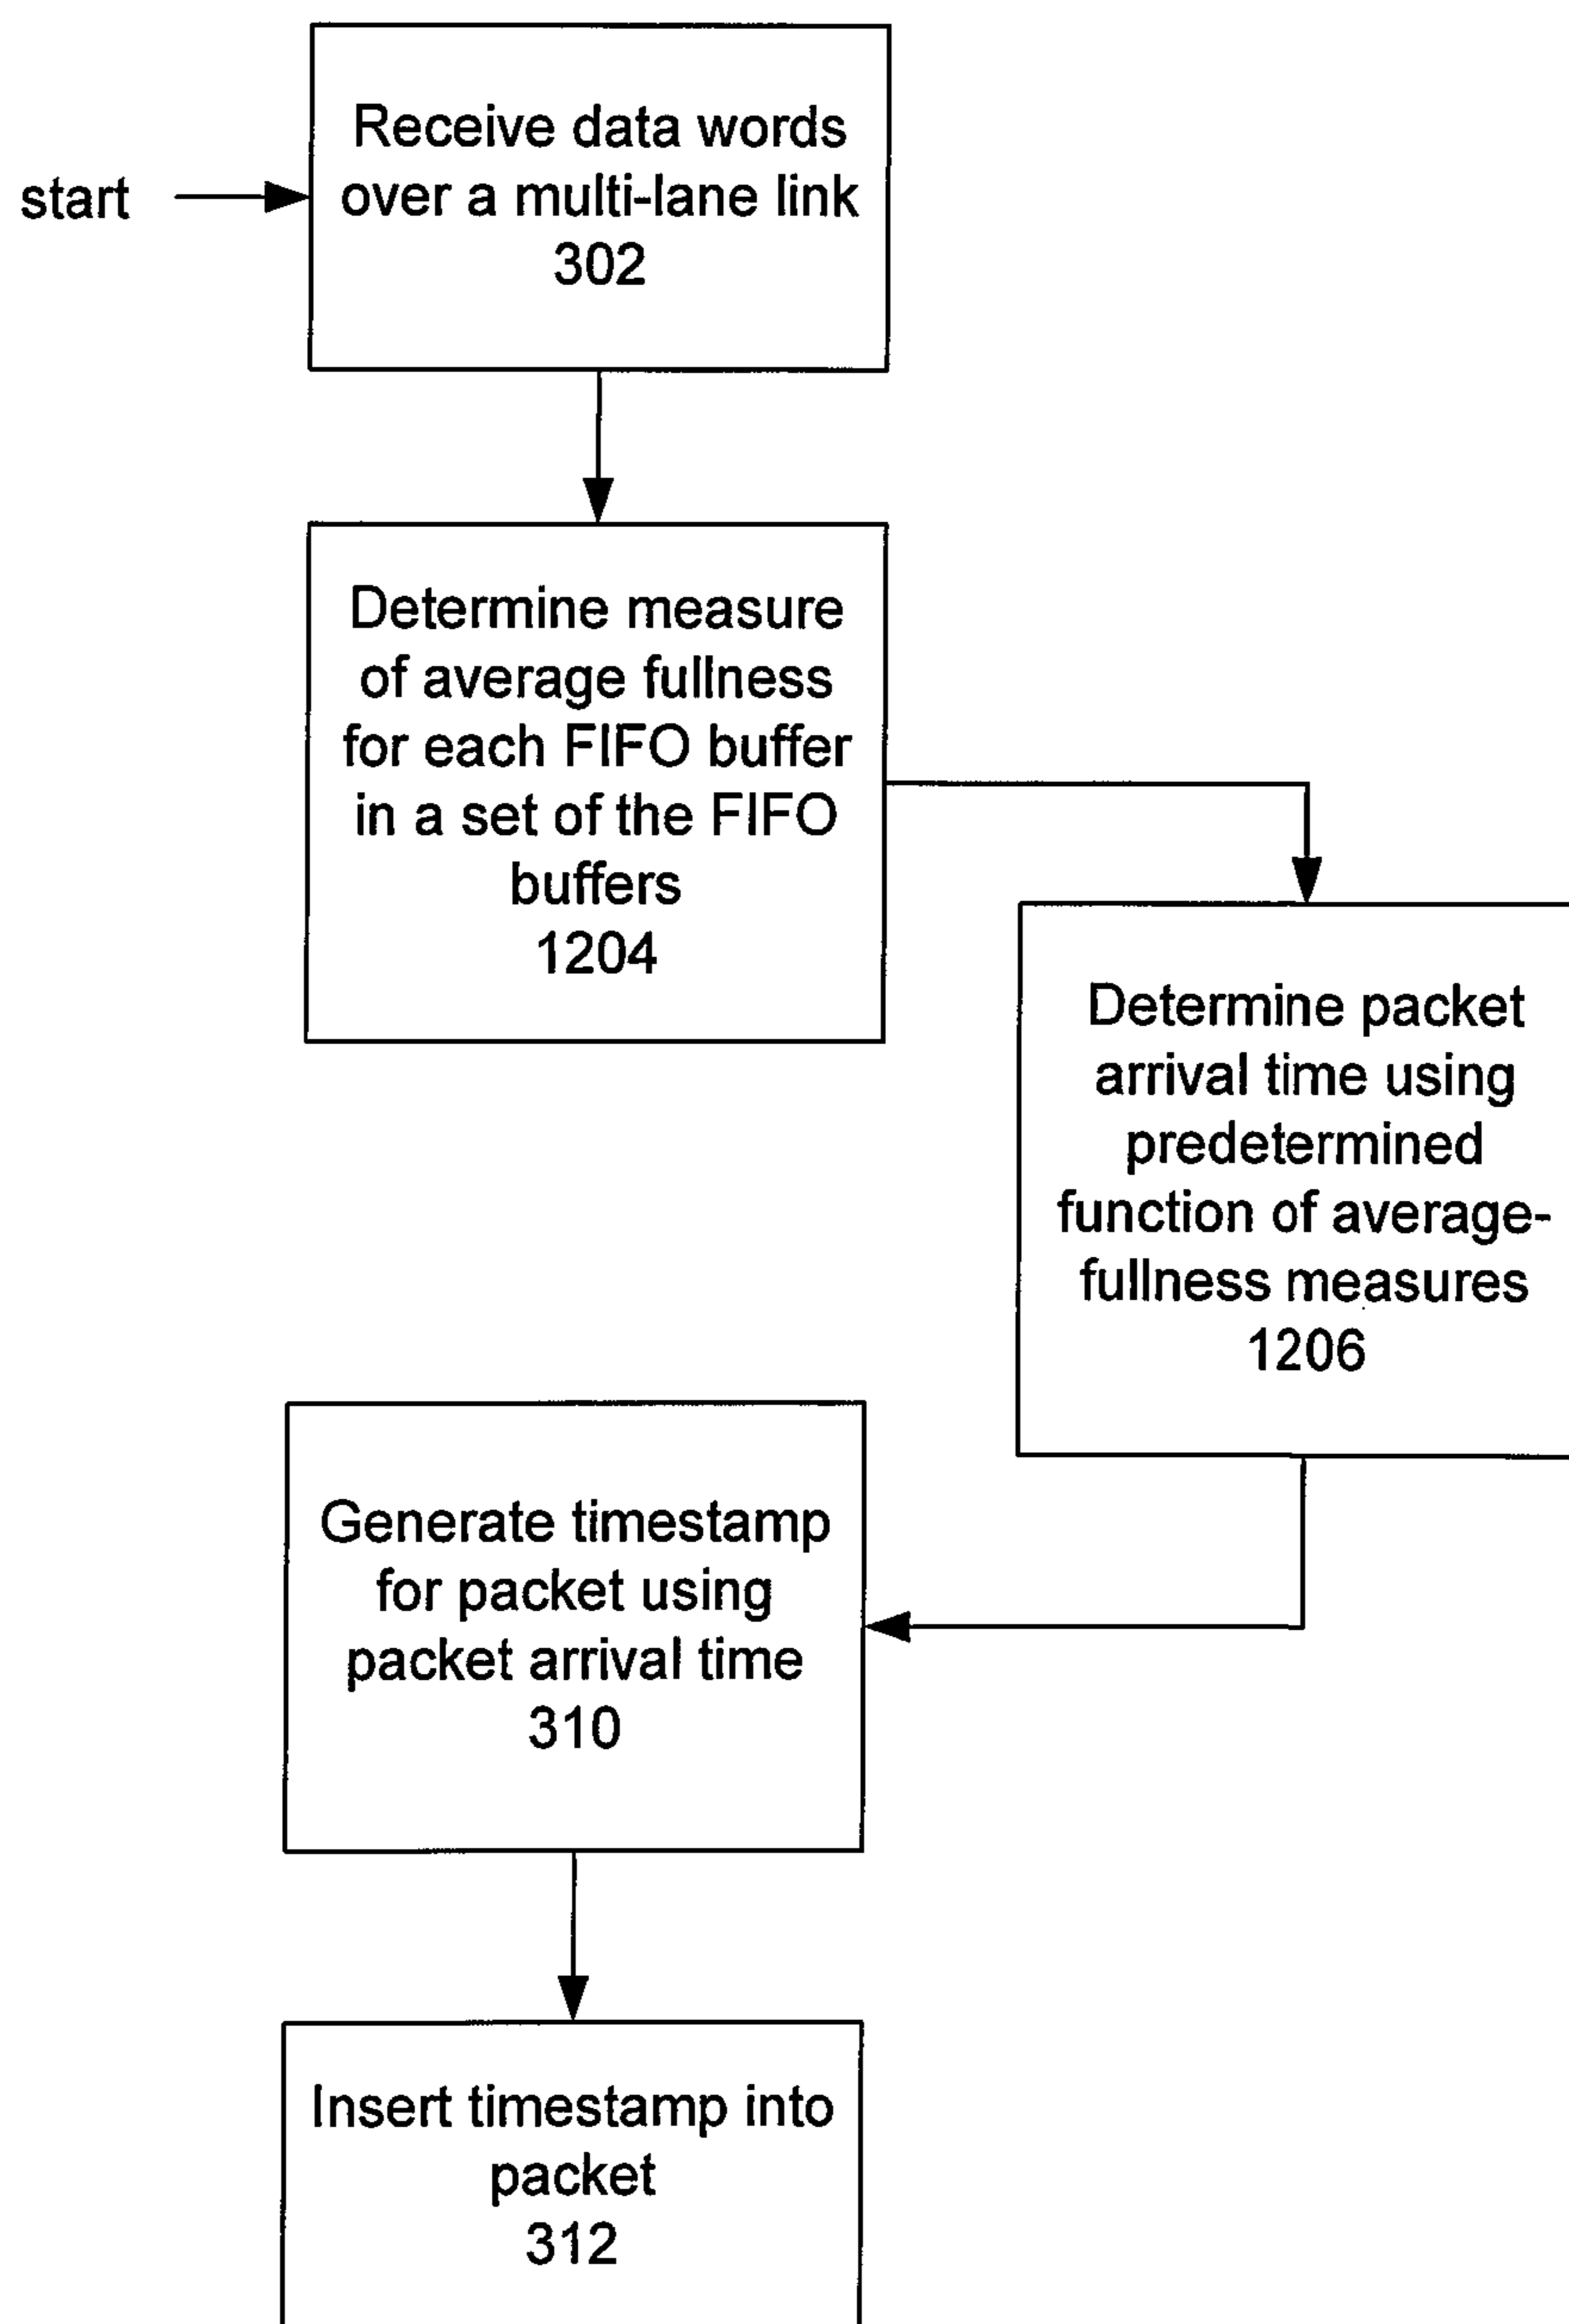 start
Receive data words
over a multi-lane link
302
Determine measure
of average fullness
for each FIFO buffer
in a set of the FIFO
buffers
1204
Determine packet
arrival time using
predetermined
function of average-
fullness measures
1206
Generate timestamp
for packet using
packet arrival time
310
Insert timestamp into
packet
312